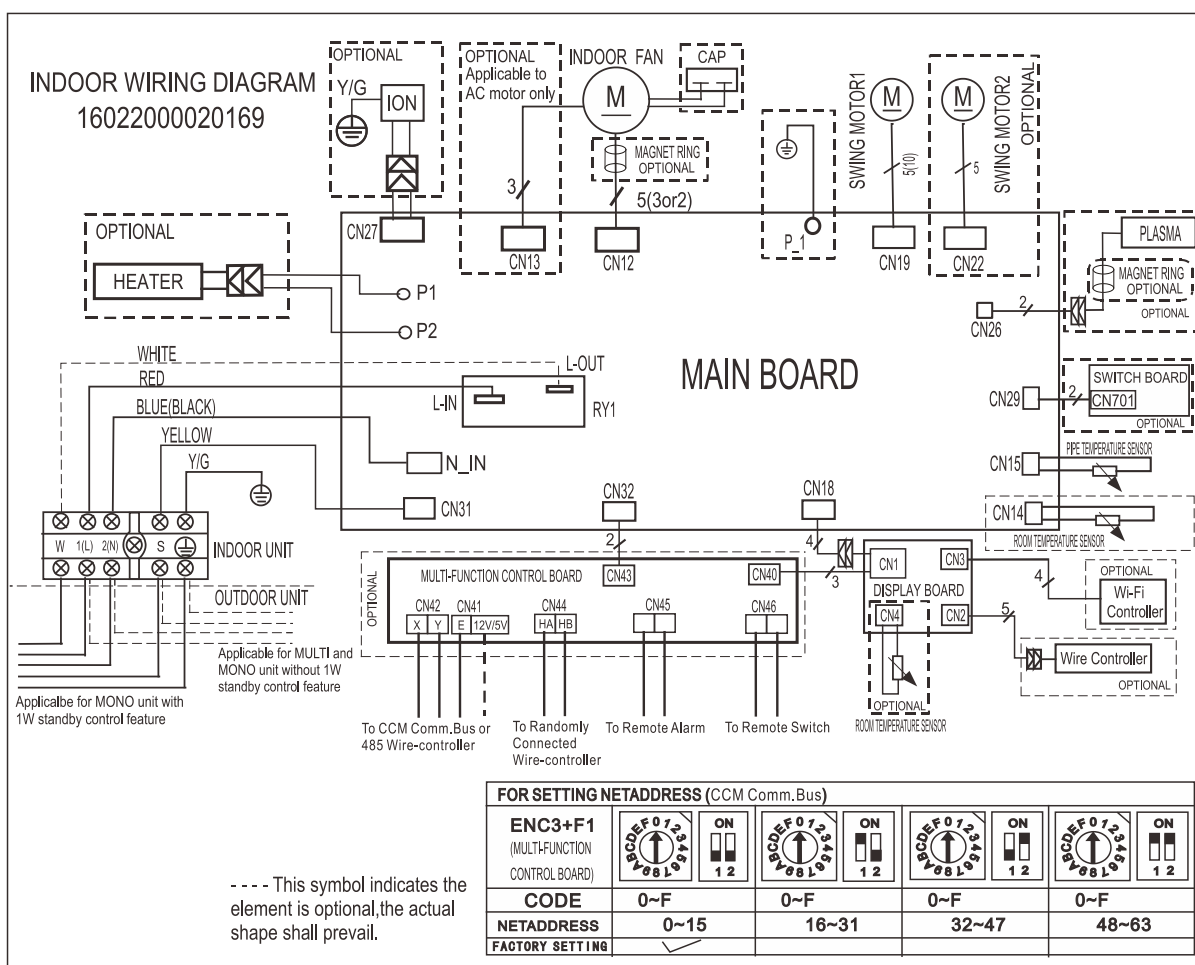 INDOOR WIRING DIAGRAM
16022000020169
OPTIONAL
Y/G
ION
CN27
OPTIONAL
Applicable to
AC motor only
3
CN13
INDOOR FAN
M
CAP
MAGNET RING
OPTIONAL
5(3or2)
CN12
P_1
SWING MOTOR1
M
5(10)
CN19
SWING MOTOR2
OPTIONAL
M
5
CN22
OPTIONAL
HEATER
P1
P2
PLASMA
MAGNET RING
OPTIONAL
OPTIONAL
2
CN26
MAIN BOARD
WHITE
RED
BLUE(BLACK)
YELLOW
Y/G
L-OUT
L-IN
RY1
N_IN
CN31
SWITCH BOARD
CN701
OPTIONAL
2
CN29
PIPE TEMPERATURE SENSOR
CN15
CN14
ROOM TEMPERATURE SENSOR
W 1(L) 2(N) S
INDOOR UNIT
OUTDOOR UNIT
Applicable for MULTI and
MONO unit without 1W
standby control feature
Applicalbe for MONO unit with
1W standby control feature
CN32
2
CN18
4
OPTIONAL
MULTI-FUNCTION CONTROL BOARD
CN43
CN40
3
CN42 CN41 CN44 CN45 CN46
X Y E 12V/5V HA HB
To CCM Comm.Bus or
485 Wire-controller
To Randomly
Connected
Wire-controller
To Remote Alarm
To Remote Switch
CN1
CN3
DISPLAY BOARD
CN4
CN2
OPTIONAL
ROOM TEMPERATURE SENSOR
4
OPTIONAL
Wi-Fi
Controller
5
Wire Controller
OPTIONAL
---- This symbol indicates the
element is optional,the actual
shape shall prevail.
FOR SETTING NETADDRESS (CCM Comm.Bus)
ENC3+F1
(MULTI-FUNCTION
CONTROL BOARD)
0123456789ABCDEF ON 1 2
0123456789ABCDEF ON 1 2
0123456789ABCDEF ON 1 2
0123456789ABCDEF ON 1 2
CODE 0~F 0~F 0~F 0~F
NETADDRESS 0~15 16~31 32~47 48~63
FACTORY SETTING